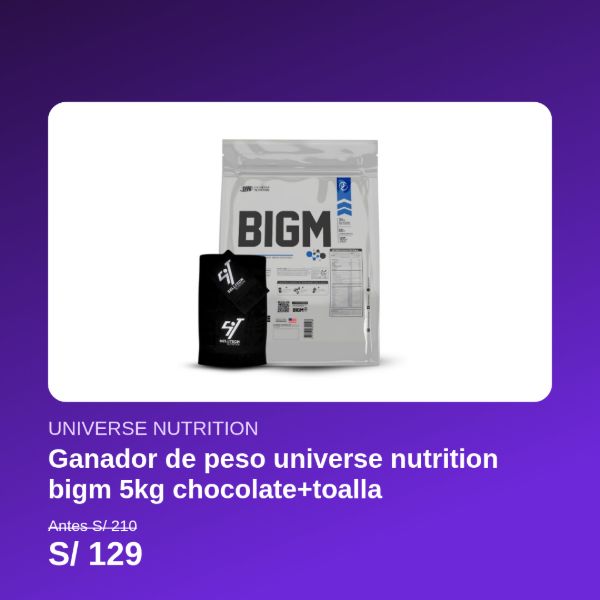 BIGM
UNIVERSE NUTRITION
Ganador de peso universe nutrition
bigm 5kg chocolate+toalla
Antes S/ 210
S/ 129